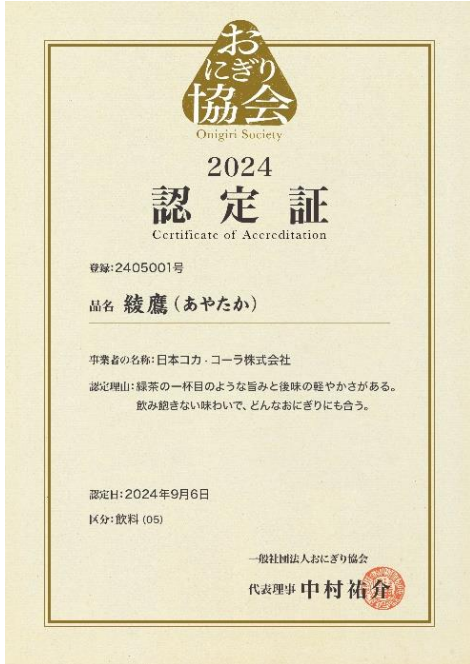 おにぎり協会
Onigiri Society
2024
認定証
Certificate of Accreditation
登録:2405001号
品名 綾鷹(あやたか)
事業者の名称:日本コカ・コーラ株式会社
認定理由:緑茶の一杯目のような旨みと後味の軽やかさがある。
飲み飽きない味わいで、どんなおにぎりにも合う。
認定日:2024年9月6日
区分:飲料(05)
一般社団法人おにぎり協会
代表理事 中村祐介